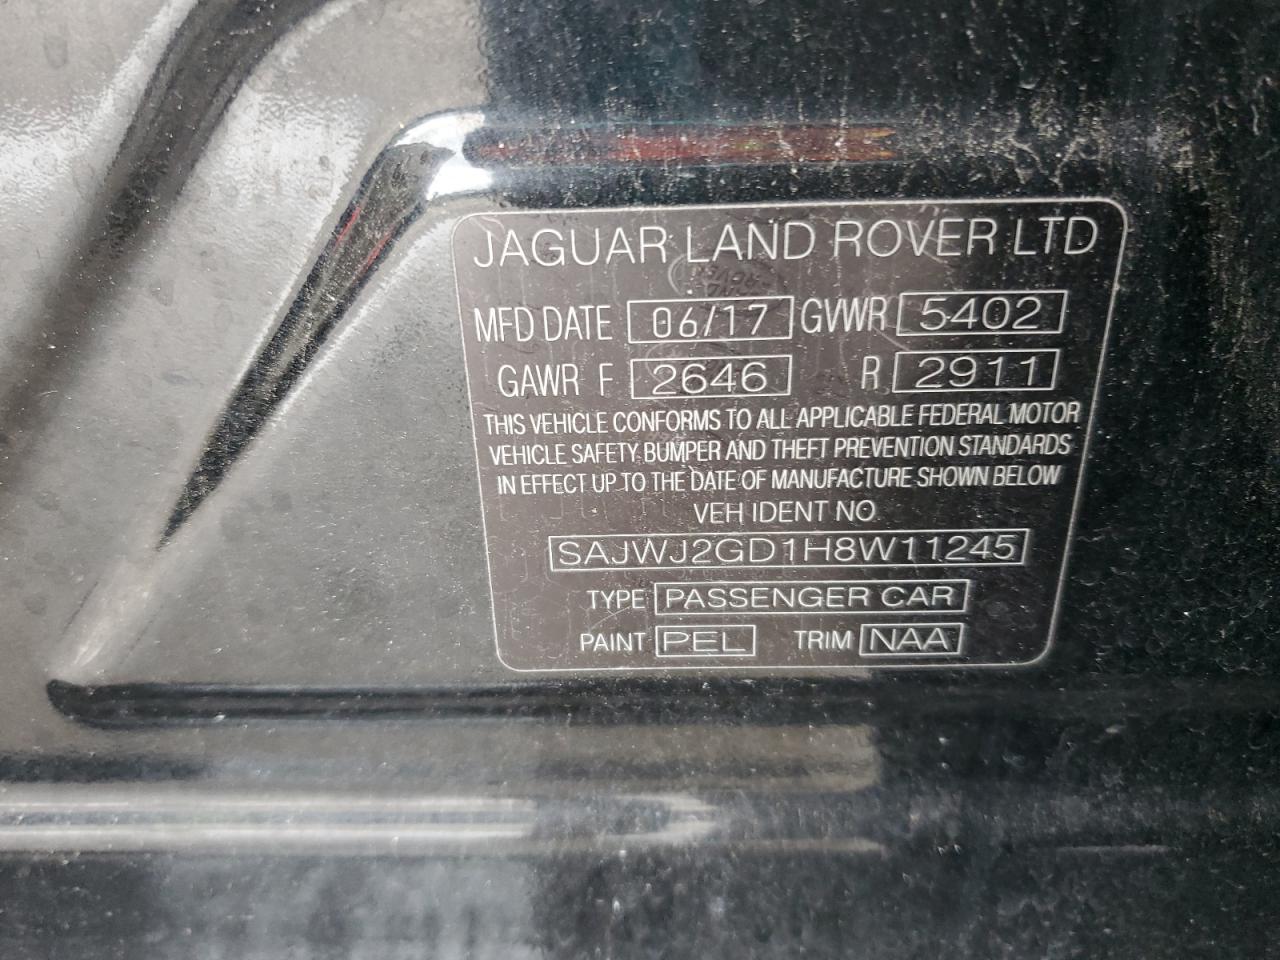 JAGUAR LAND ROVER LTD
MFD DATE 06/17 GVWR 5402
GAWR F 2646 R 2911
THIS VEHICLE CONFORMS TO ALL APPLICABLE FEDERAL MOTOR
VEHICLE SAFETY BUMPER AND THEFT PREVENTION STANDARDS
IN EFFECT UP TO THE DATE OF MANUFACTURE SHOWN BELOW
VEH IDENT NO
SAJWJ2GD1H8W11245
TYPE PASSENGER CAR
PAINT PEL TRIM NAA